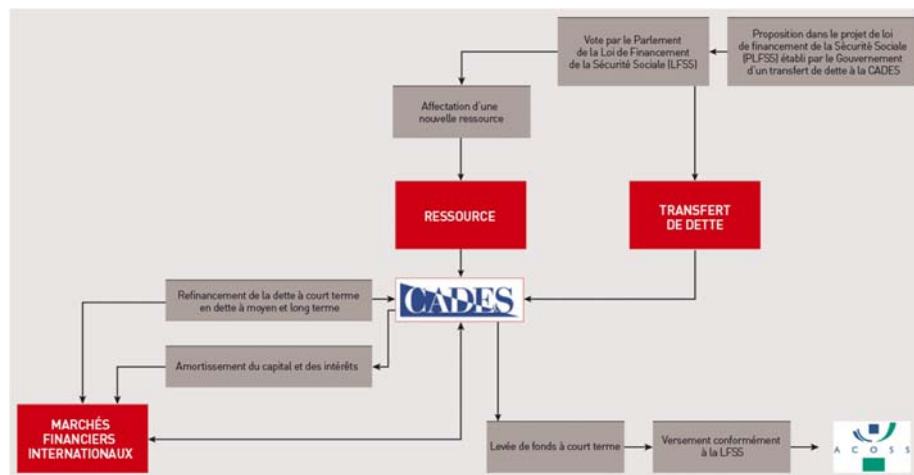 Vote par le Parlement
de la Loi de Financement
de la Sécurité Sociale (LFSS)
Proposition dans le projet de loi
de financement de la Sécurité Sociale
(PLFSS) établi par le Gouvernement
d'un transfert de dette à la CADES
Affectation d'une
nouvelle ressource
RESSOURCE
TRANSFERT
DE DETTE
Refinancement de la dette à court terme
en dette à moyen et long terme
CADES
Amortissement du capital et des intérêts
MARCHÉS
FINANCIERS
INTERNATIONAUX
Levée de fonds à court terme
Versement conformément
à la LFSS
ACOSS